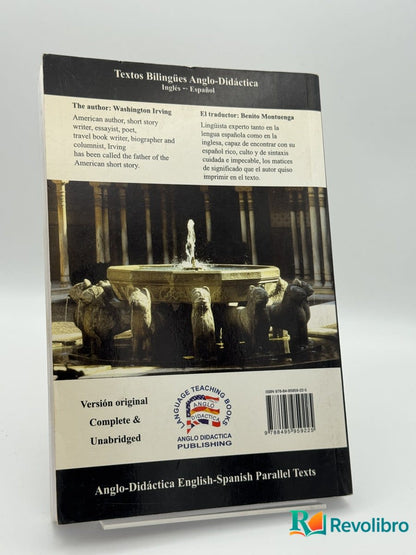 Textos Bilingües Anglo-Didáctica
Inglés -- Español
The author: Washington Irving
American author, short story
writer, essayist, poet,
travel book writer, biographer and
columnist, Irving
has been called the father of the
American short story.
El traductor: Benito Montuenga
Lingüista experto tanto en la
lengua española como en la
inglesa, capaz de encontrar con su
español rico, culto y de sintaxis
cuidada e impecable, los matices
de significado que el autor quiso
imprimir en el texto.
Versión original
Complete &
Unabridged
LANGUAGE TEACHING BOOKS
ANGLO
DIDACTICA
ANGLO DIDACTICA
PUBLISHING
9788495959225
Anglo-Didáctica English-Spanish Parallel Texts
Revolibro